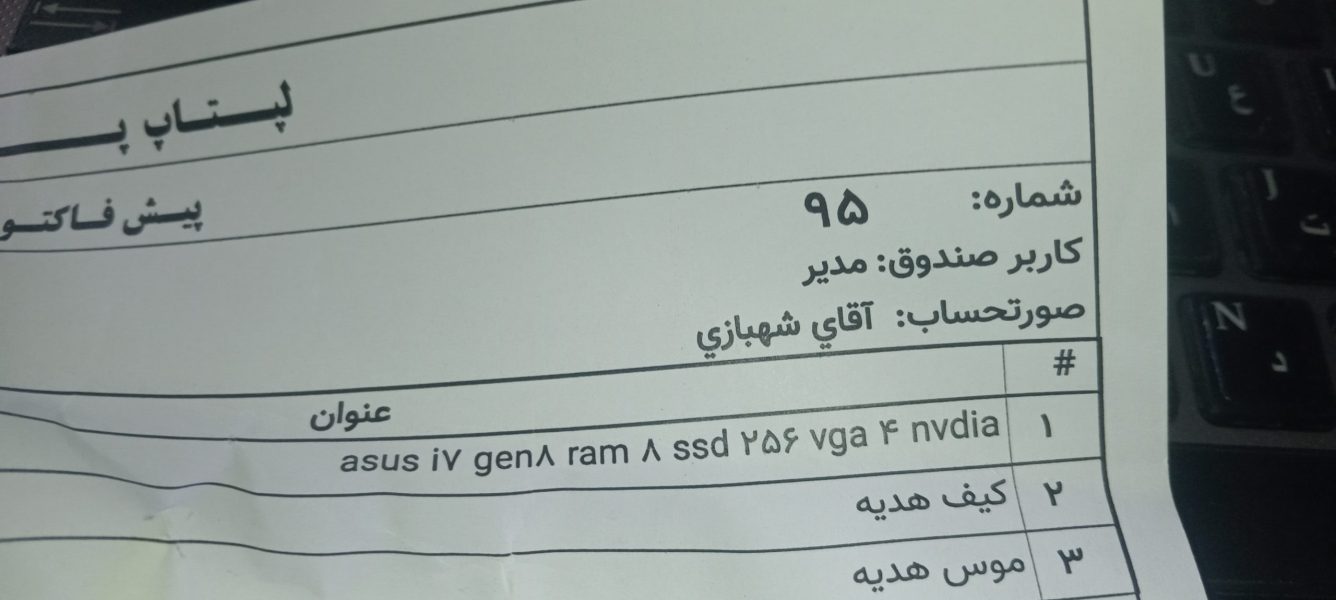 لپتاپ
پیش فاکتو
شماره: ۹۵
کاربر صندوق: مدیر
صورتحساب: آقاي شهبازي
# عنوان
۱ asus i۷ gen۸ ram ۸ ssd ۲۵۶ vga ۴ nvdia
۲ کیف هدیه
۳ موس هدیه
U
ع
J
ت
N
د